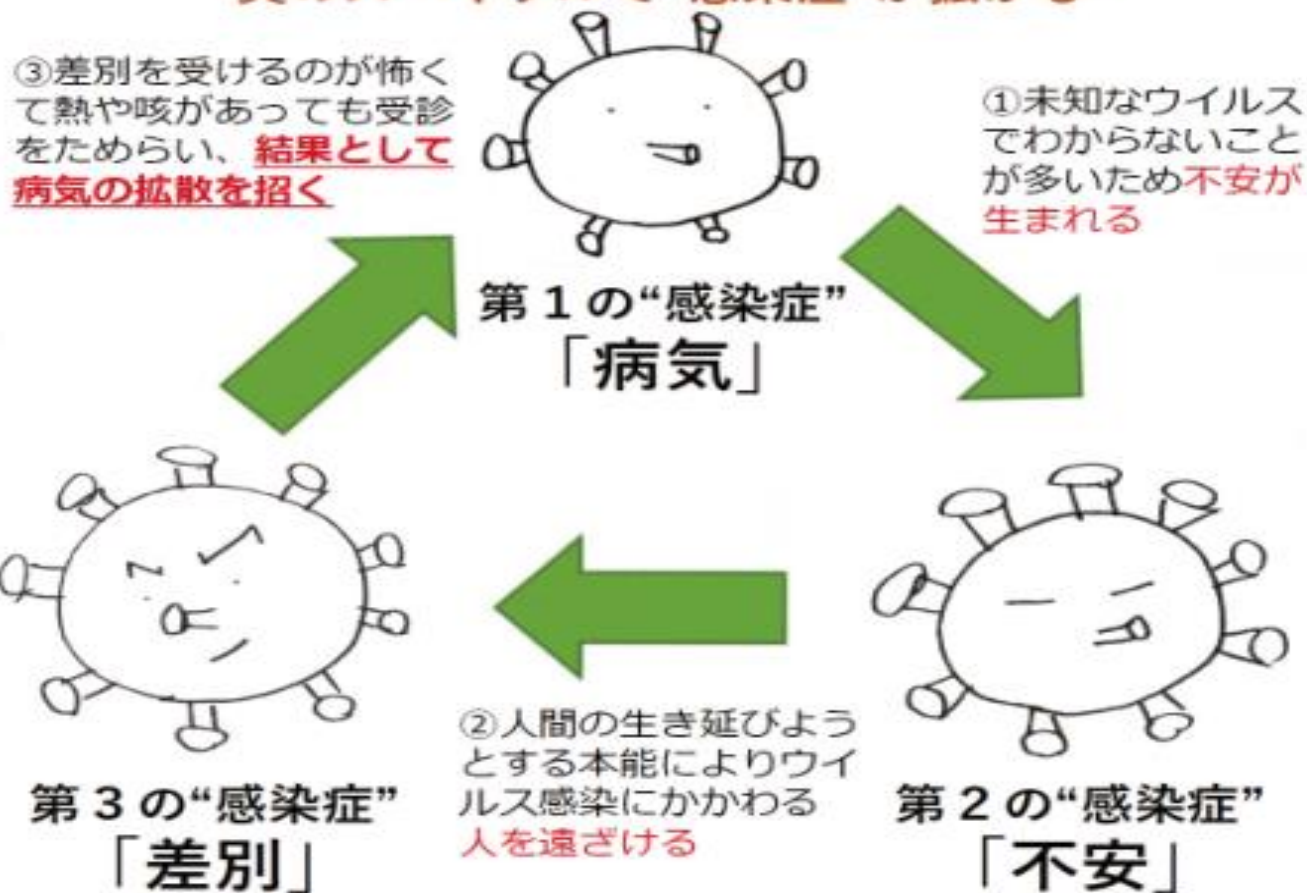 ③差別を受けるのが怖く
て熱や咳があっても受診
をためらい、結果として
病気の拡散を招く
①未知なウイルス
でわからないこと
が多いため不安が
生まれる
第1の“感染症”
「病気」
②人間の生き延びよう
とする本能によりウイ
ルス感染にかかわる
人を遠ざける
第3の“感染症”
「差別」
第2の“感染症”
「不安」